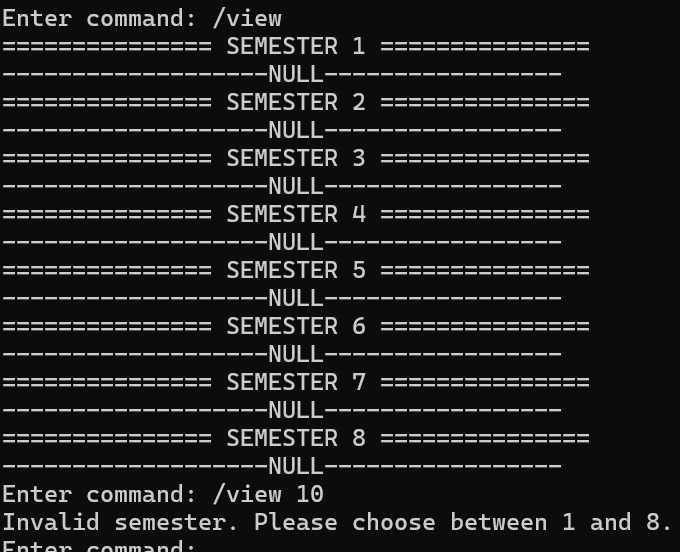 Enter command: /view
=============== SEMESTER 1 ===============
-------------------NULL-----------------
=============== SEMESTER 2 ===============
-------------------NULL-----------------
=============== SEMESTER 3 ===============
-------------------NULL-----------------
=============== SEMESTER 4 ===============
-------------------NULL-----------------
=============== SEMESTER 5 ===============
-------------------NULL-----------------
=============== SEMESTER 6 ===============
-------------------NULL-----------------
=============== SEMESTER 7 ===============
-------------------NULL-----------------
=============== SEMESTER 8 ===============
-------------------NULL-----------------
Enter command: /view 10
Invalid semester. Please choose between 1 and 8.
Enter command: